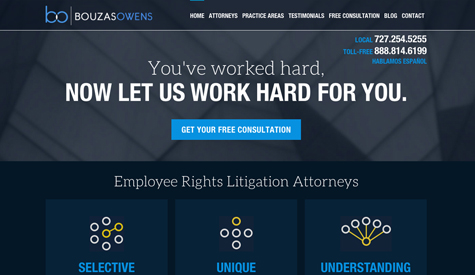 bo BOUZASOWENS
HOME ATTORNEYS PRACTICE AREAS TESTIMONIALS FREE CONSULTATION BLOG CONTACT
LOCAL 727.254.5255
TOLL-FREE 888.814.6199
HABLAMOS ESPAÑOL
You've worked hard,
NOW LET US WORK HARD FOR YOU.
GET YOUR FREE CONSULTATION
Employee Rights Litigation Attorneys
SELECTIVE UNIQUE UNDERSTANDING